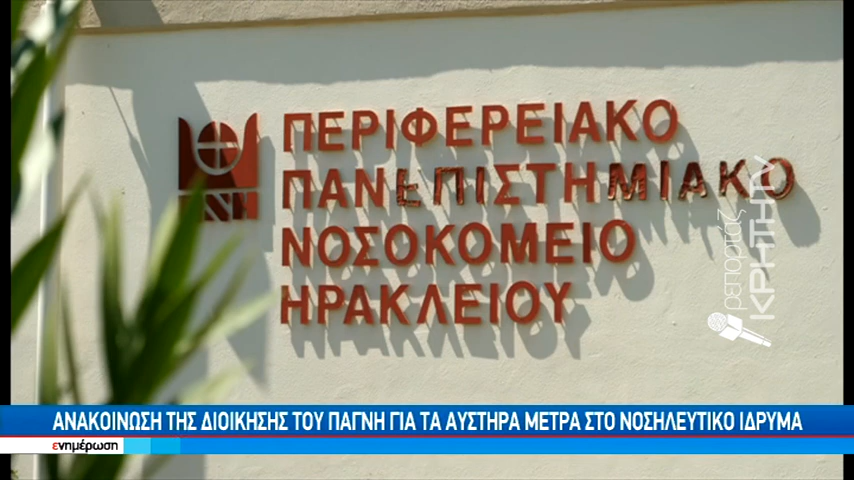 ΠΕΡΙΦΕΡΕΙΑΚΟ
ΠΑΝΕΠΙΣΤΗΜΙΑΚΟ
ΝΟΣΟΚΟΜΕΙΟ
ΗΡΑΚΛΕΙΟΥ
ρεπορτάζ
ΚΡΗΤΗ TV
ΑΝΑΚΟΙΝΩΣΗ ΤΗΣ ΔΙΟΙΚΗΣΗΣ ΤΟΥ ΠΑΓΝΗ ΓΙΑ ΤΑ ΑΥΣΤΗΡΑ ΜΕΤΡΑ ΣΤΟ ΝΟΣΗΛΕΥΤΙΚΟ ΙΔΡΥΜΑ
ενημέρωση